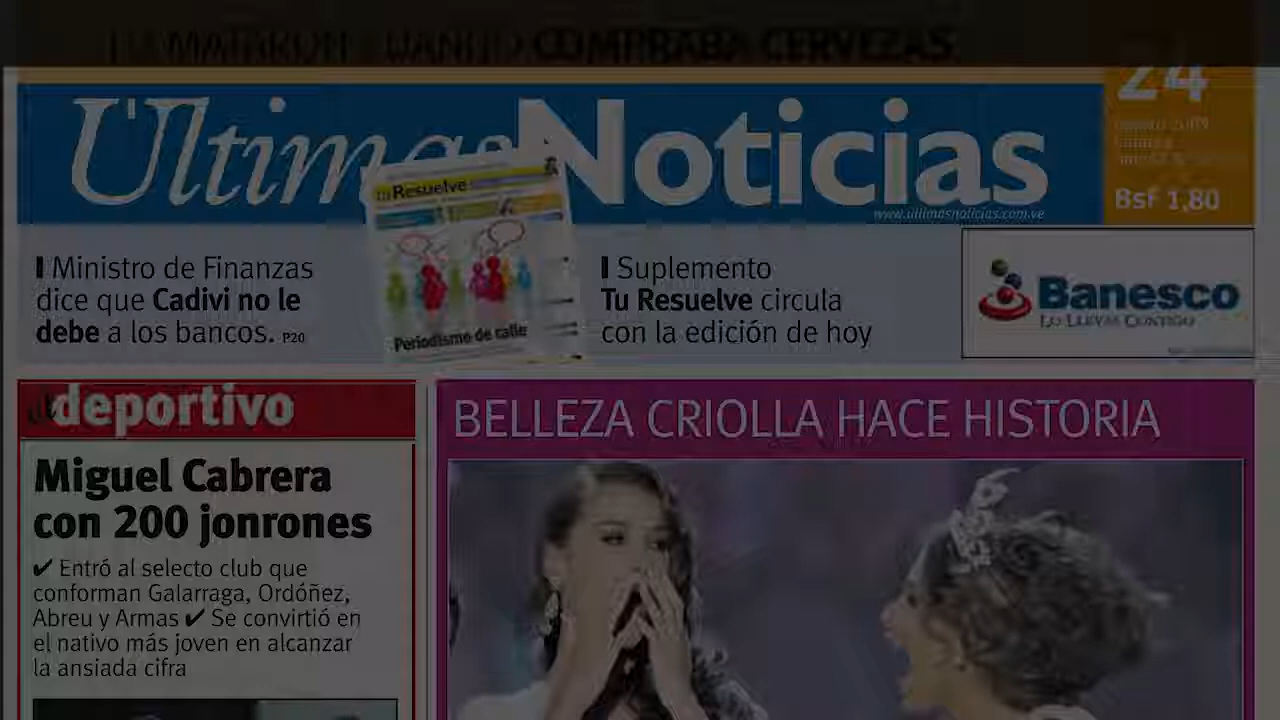 COMPRABA CERVEZAS
Últimas Noticias
24
Bsf 1,80
www.ultimasnoticias.com.ve
Ministro de Finanzas
dice que Cadivi no le
debe a los bancos. P20
tu Resuelve
Periodismo de calle
Suplemento
Tu Resuelve circula
con la edición de hoy
Banesco
deportivo
Miguel Cabrera
con 200 jonrones
✔ Entró al selecto club que
conforman Galarraga, Ordóñez,
Abreu y Armas ✔ Se convirtió en
el nativo más joven en alcanzar
la ansiada cifra
BELLEZA CRIOLLA HACE HISTORIA